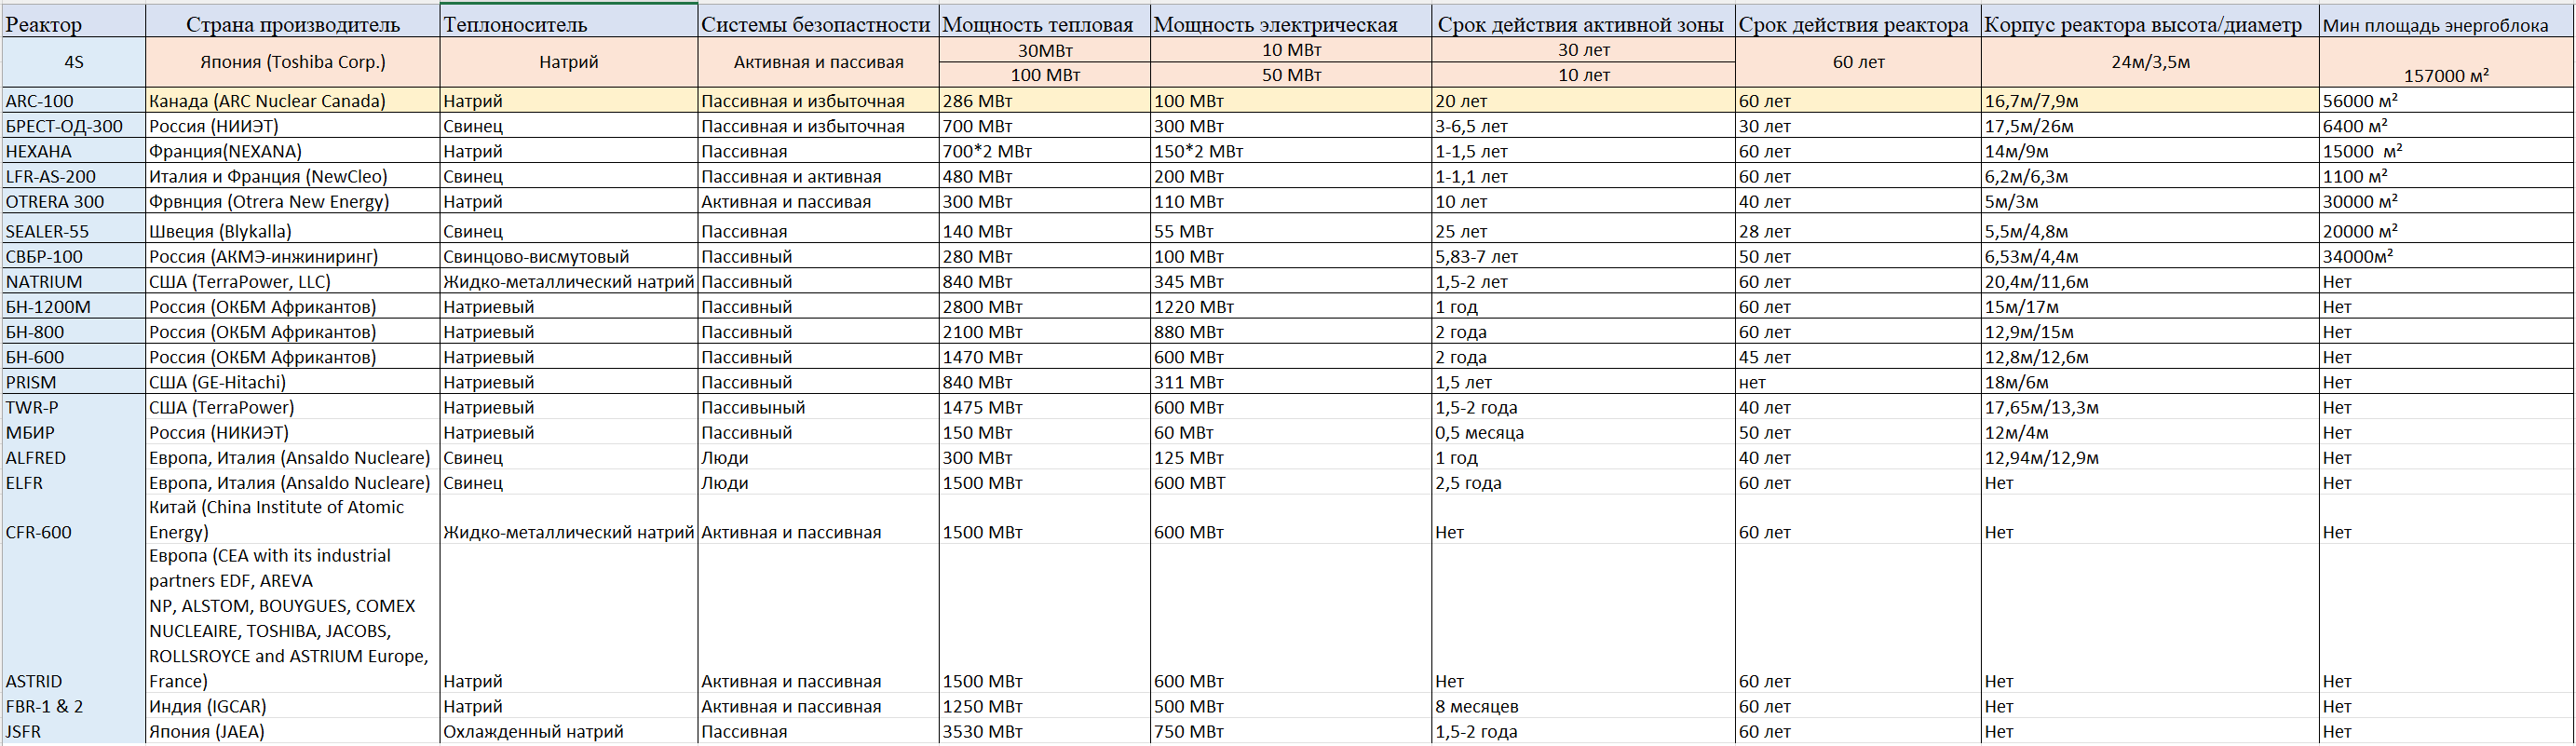 Реактор Страна производитель Теплоноситель Системы безопастности Мощность тепловая Мощность электрическая Срок действия активной зоны Срок действия реактора Корпус реактора высота/диаметр Мин площадь энергоблока
4S Япония (Toshiba Corp.) Натрий Активная и пассивая 30МВт 10 МВт 30 лет 60 лет 24м/3,5м 157000 м²
100 МВт 50 МВт 10 лет
ARC-100 Канада (ARC Nuclear Canada) Натрий Пассивная и избыточная 286 МВт 100 МВт 20 лет 60 лет 16,7м/7,9м 56000 м²
БРЕСТ-ОД-300 Россия (НИИЭТ) Свинец Пассивная и избыточная 700 МВт 300 МВт 3-6,5 лет 30 лет 17,5м/26м 6400 м²
HEXAHA Франция(NEXANA) Натрий Пассивная 700*2 МВт 150*2 МВт 1-1,5 лет 60 лет 14м/9м 15000 м²
LFR-AS-200 Италия и Франция (NewCleo) Свинец Пассивная и активная 480 МВт 200 МВт 1-1,1 лет 60 лет 6,2м/6,3м 1100 м²
OTRERA 300 Фрвнция (Otrera New Energy) Натрий Активная и пассивая 300 МВт 110 МВт 10 лет 40 лет 5м/3м 30000 м²
SEALER-55 Швеция (Blykalla) Свинец Пассивная 140 МВт 55 МВт 25 лет 28 лет 5,5м/4,8м 20000 м²
СВБР-100 Россия (АКМЭ-инжиниринг) Свинцово-висмутовый Пассивный 280 МВт 100 МВт 5,83-7 лет 50 лет 6,53м/4,4м 34000м²
NATRIUM США (TerraPower, LLC) Жидко-металлический натрий Пассивный 840 МВт 345 МВт 1,5-2 лет 60 лет 20,4м/11,6м Нет
БН-1200М Россия (ОКБМ Африкантов) Натриевый Пассивный 2800 МВт 1220 МВт 1 год 60 лет 15м/17м Нет
БН-800 Россия (ОКБМ Африкантов) Натриевый Пассивный 2100 МВт 880 МВт 2 года 60 лет 12,9м/15м Нет
БН-600 Россия (ОКБМ Африкантов) Натриевый Пассивный 1470 МВт 600 МВт 2 года 45 лет 12,8м/12,6м Нет
PRISM США (GE-Hitachi) Натриевый Пассивный 840 МВт 311 МВт 1,5 лет нет 18м/6м Нет
TWR-P США (TerraPower) Натриевый Пассивыный 1475 МВт 600 МВт 1,5-2 года 40 лет 17,65м/13,3м Нет
МБИР Россия (НИКИЭТ) Натриевый Пассивный 150 МВт 60 МВт 0,5 месяца 50 лет 12м/4м Нет
ALFRED Европа, Италия (Ansaldo Nucleare) Свинец Люди 300 МВт 125 МВт 1 год 40 лет 12,94м/12,9м Нет
ELFR Европа, Италия (Ansaldo Nucleare) Свинец Люди 1500 МВт 600 МВТ 2,5 года 60 лет Нет Нет
Китай (China Institute of Atomic
CFR-600 Energy) Жидко-металлический натрий Активная и пассивная 1500 МВт 600 МВт Нет 60 лет Нет Нет
Европа (CEA with its industrial
partners EDF, AREVA
NP, ALSTOM, BOUYGUES, COMEX
NUCLEAIRE, TOSHIBA, JACOBS,
ROLLSROYCE and ASTRIUM Europe,
ASTRID France) Натрий Активная и пассивная 1500 МВт 600 МВт Нет 60 лет Нет Нет
FBR-1 & 2 Индия (IGCAR) Натрий Активная и пассивная 1250 МВт 500 МВт 8 месяцев 60 лет Нет Нет
JSFR Япония (JAEA) Охлажденный натрий Пассивная 3530 МВт 750 МВт 1,5-2 года 60 лет Нет Нет